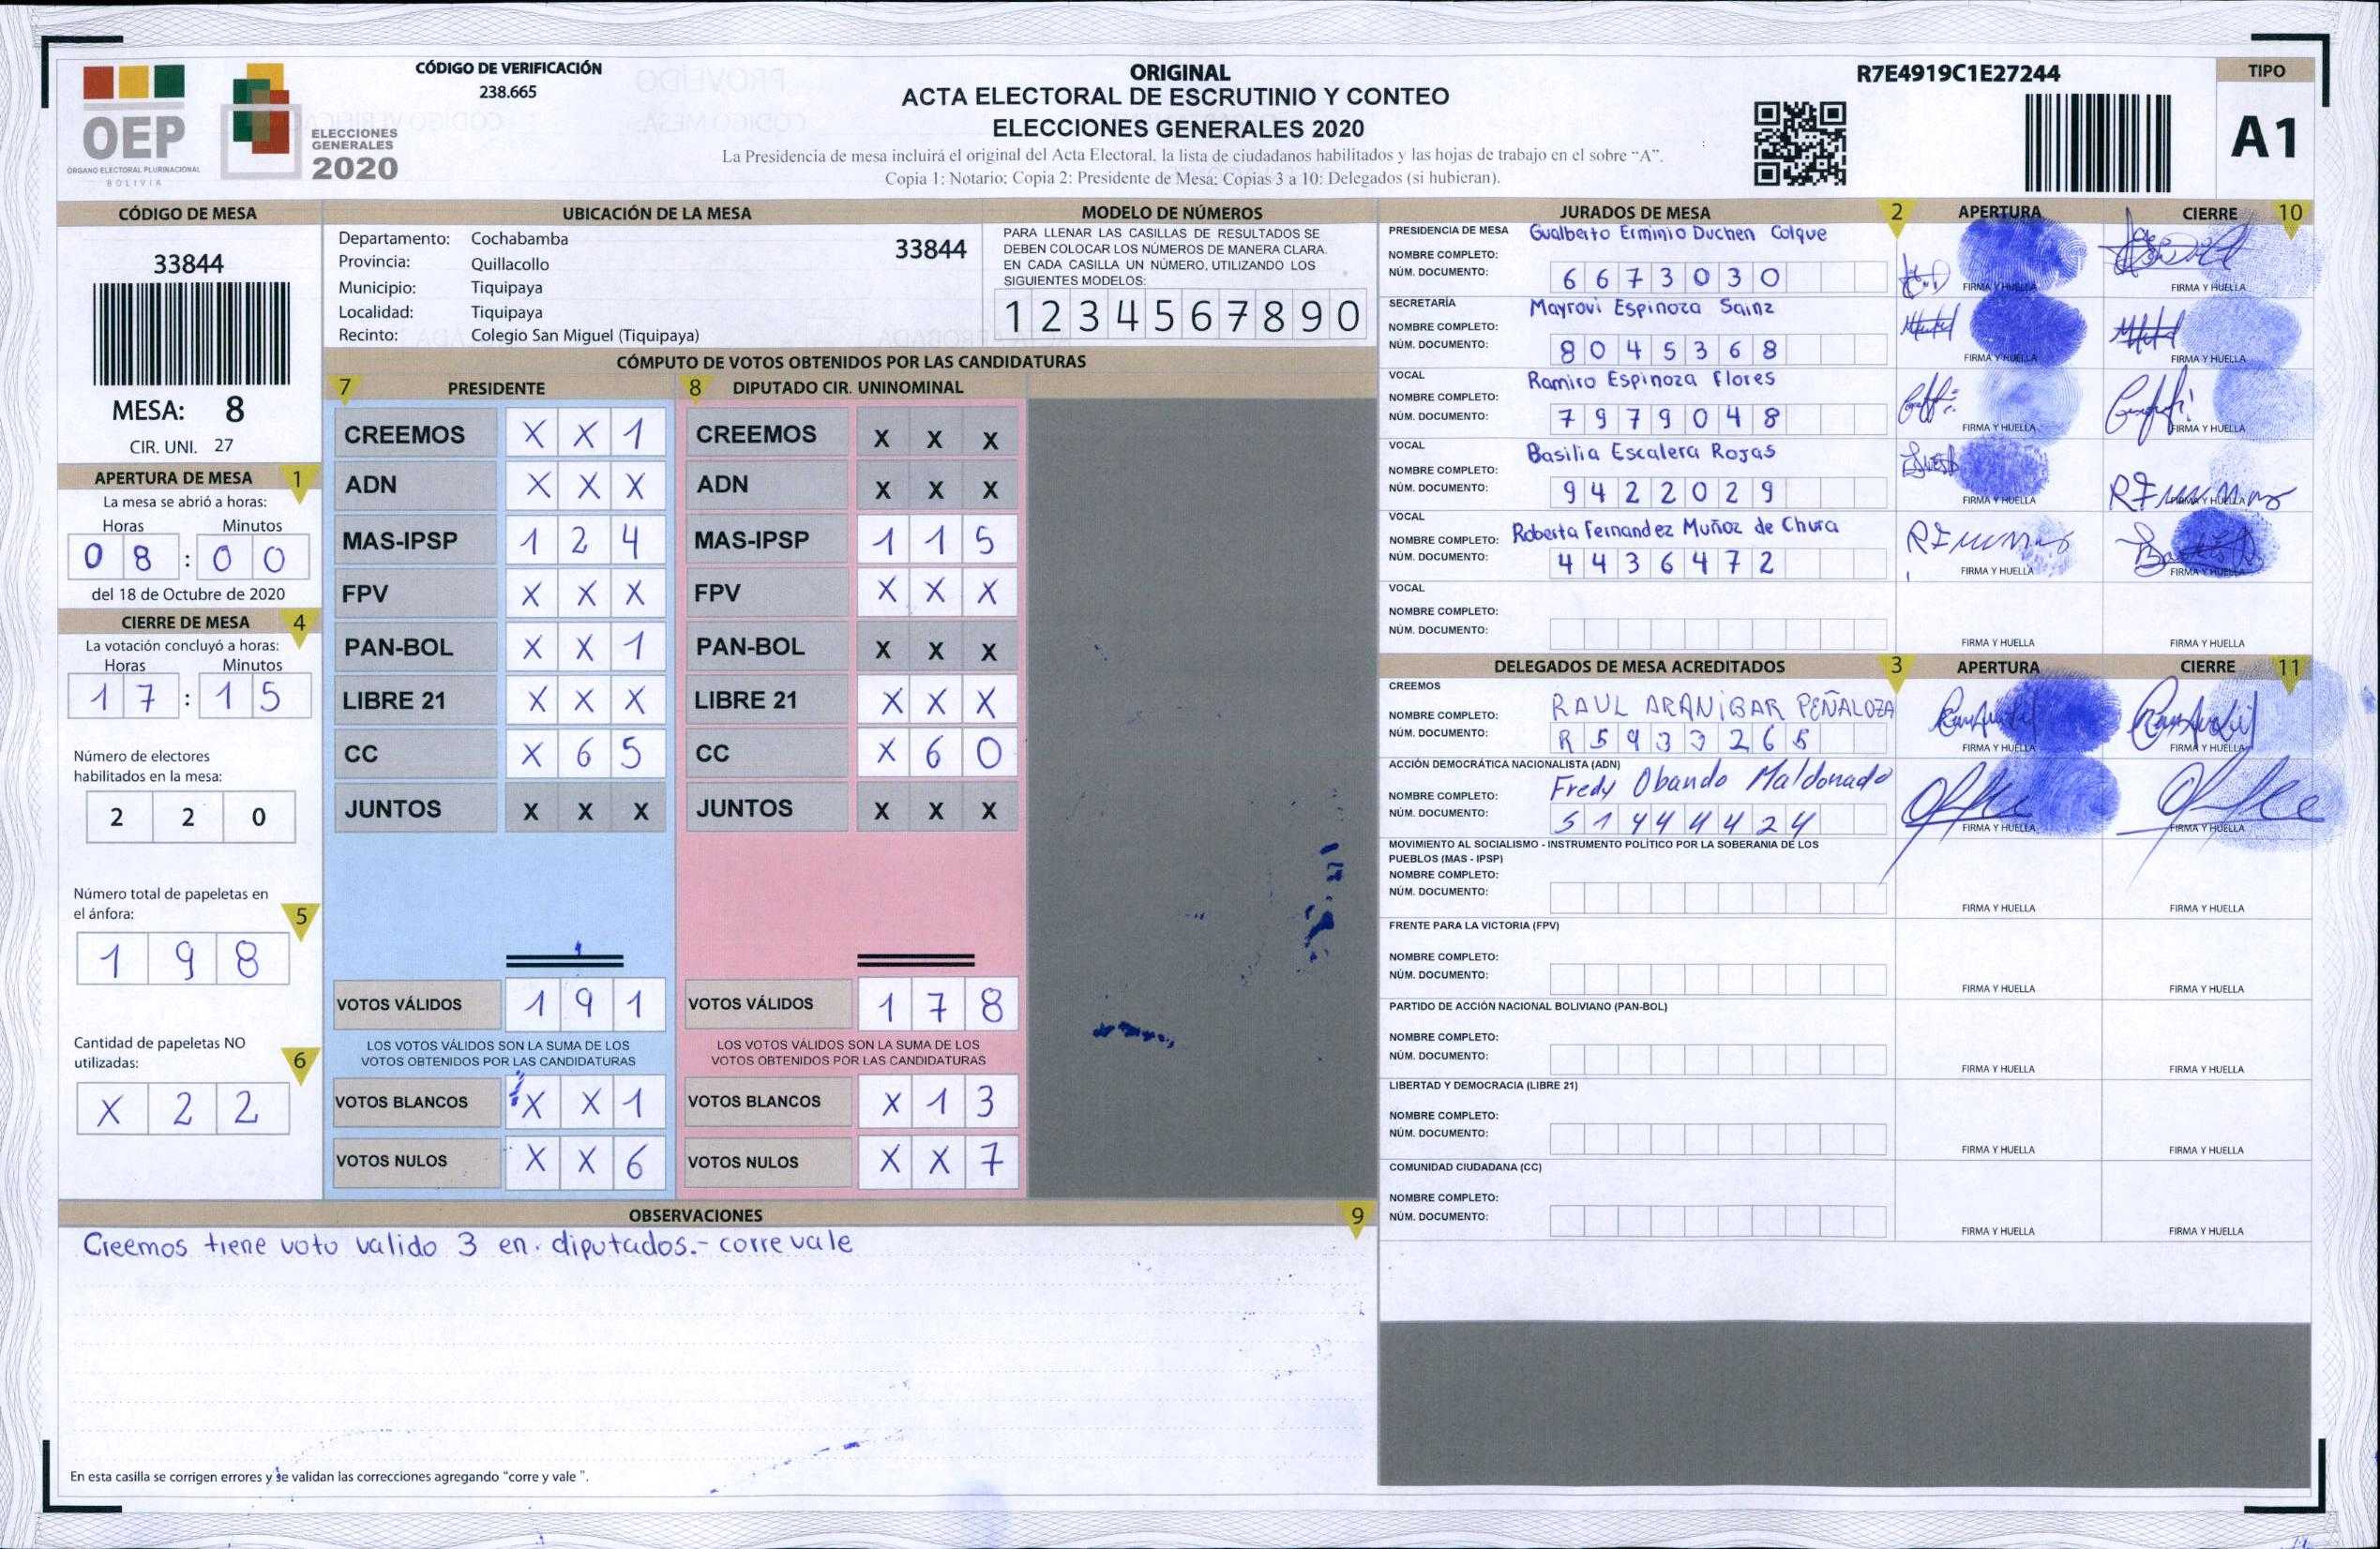 OEP
ÓRGANO ELECTORAL PLURINACIONAL
BOLIVIA
ELECCIONES
GENERALES
2020
CÓDIGO DE VERIFICACIÓN
238.665
ORIGINAL
ACTA ELECTORAL DE ESCRUTINIO Y CONTEO
ELECCIONES GENERALES 2020
La Presidencia de mesa incluirá el original del Acta Electoral, la lista de ciudadanos habilitados y las hojas de trabajo en el sobre "A".
Copia 1: Notario; Copia 2: Presidente de Mesa; Copias 3 a 10: Delegados (si hubieran).
R7E4919C1E27244
TIPO
A1
CÓDIGO DE MESA
33844
MESA: 8
CIR. UNI. 27
APERTURA DE MESA 1
La mesa se abrió a horas:
Horas Minutos
0 8 : 0 0
del 18 de Octubre de 2020
CIERRE DE MESA 4
La votación concluyó a horas:
Horas Minutos
1 7 : 1 5
Número de electores
habilitados en la mesa:
2 2 0
Número total de papeletas en
el ánfora: 5
1 9 8
Cantidad de papeletas NO
utilizadas: 6
X 2 2
UBICACIÓN DE LA MESA
Departamento: Cochabamba 33844
Provincia: Quillacollo
Municipio: Tiquipaya
Localidad: Tiquipaya
Recinto: Colegio San Miguel (Tiquipaya)
MODELO DE NÚMEROS
PARA LLENAR LAS CASILLAS DE RESULTADOS SE
DEBEN COLOCAR LOS NÚMEROS DE MANERA CLARA.
EN CADA CASILLA UN NÚMERO, UTILIZANDO LOS
SIGUIENTES MODELOS:
1 2 3 4 5 6 7 8 9 0
CÓMPUTO DE VOTOS OBTENIDOS POR LAS CANDIDATURAS
7 PRESIDENTE
CREEMOS X X 1
ADN X X X
MAS-IPSP 1 2 4
FPV X X X
PAN-BOL X X 1
LIBRE 21 X X X
CC X 6 5
JUNTOS X X X
VOTOS VÁLIDOS 1 9 1
LOS VOTOS VÁLIDOS SON LA SUMA DE LOS
VOTOS OBTENIDOS POR LAS CANDIDATURAS
VOTOS BLANCOS X X 1
VOTOS NULOS X X 6
8 DIPUTADO CIR. UNINOMINAL
CREEMOS X X X
ADN X X X
MAS-IPSP 1 1 5
FPV X X X
PAN-BOL X X X
LIBRE 21 X X X
CC X 6 0
JUNTOS X X X
VOTOS VÁLIDOS 1 7 8
LOS VOTOS VÁLIDOS SON LA SUMA DE LOS
VOTOS OBTENIDOS POR LAS CANDIDATURAS
VOTOS BLANCOS X 1 3
VOTOS NULOS X X 7
OBSERVACIONES 9
Creemos tiene voto valido 3 en. diputados.- corre vale
En esta casilla se corrigen errores y se validan las correcciones agregando "corre y vale ".
JURADOS DE MESA 2 APERTURA CIERRE 10
PRESIDENCIA DE MESA Gualberto Erminio Duchen Colque
NOMBRE COMPLETO:
NÚM. DOCUMENTO: 6 6 7 3 0 3 0
FIRMA Y HUELLA FIRMA Y HUELLA
SECRETARÍA Mayrovi Espinoza Sainz
NOMBRE COMPLETO:
NÚM. DOCUMENTO: 8 0 4 5 3 6 8
FIRMA Y HUELLA FIRMA Y HUELLA
VOCAL Ramiro Espinoza Flores
NOMBRE COMPLETO:
NÚM. DOCUMENTO: 7 9 7 9 0 4 8
FIRMA Y HUELLA FIRMA Y HUELLA
VOCAL Basilia Escalera Rojas
NOMBRE COMPLETO:
NÚM. DOCUMENTO: 9 4 2 2 0 2 9
FIRMA Y HUELLA FIRMA Y HUELLA
VOCAL
NOMBRE COMPLETO: Roberta Fernandez Muñoz de Chura
NÚM. DOCUMENTO: 4 4 3 6 4 7 2
FIRMA Y HUELLA FIRMA Y HUELLA
VOCAL
NOMBRE COMPLETO:
NÚM. DOCUMENTO:
FIRMA Y HUELLA FIRMA Y HUELLA
DELEGADOS DE MESA ACREDITADOS 3 APERTURA CIERRE 11
CREEMOS
NOMBRE COMPLETO: RAUL ARANIBAR PEÑALOZA
NÚM. DOCUMENTO: R 5 9 3 3 2 6 5
FIRMA Y HUELLA FIRMA Y HUELLA
ACCIÓN DEMOCRÁTICA NACIONALISTA (ADN)
NOMBRE COMPLETO: Fredy Obando Maldonado
NÚM. DOCUMENTO: 5 1 4 4 4 4 2 4
FIRMA Y HUELLA FIRMA Y HUELLA
MOVIMIENTO AL SOCIALISMO - INSTRUMENTO POLÍTICO POR LA SOBERANIA DE LOS
PUEBLOS (MAS - IPSP)
NOMBRE COMPLETO:
NÚM. DOCUMENTO:
FIRMA Y HUELLA FIRMA Y HUELLA
FRENTE PARA LA VICTORIA (FPV)
NOMBRE COMPLETO:
NÚM. DOCUMENTO:
FIRMA Y HUELLA FIRMA Y HUELLA
PARTIDO DE ACCIÓN NACIONAL BOLIVIANO (PAN-BOL)
NOMBRE COMPLETO:
NÚM. DOCUMENTO:
FIRMA Y HUELLA FIRMA Y HUELLA
LIBERTAD Y DEMOCRACIA (LIBRE 21)
NOMBRE COMPLETO:
NÚM. DOCUMENTO:
FIRMA Y HUELLA FIRMA Y HUELLA
COMUNIDAD CIUDADANA (CC)
NOMBRE COMPLETO:
NÚM. DOCUMENTO:
FIRMA Y HUELLA FIRMA Y HUELLA